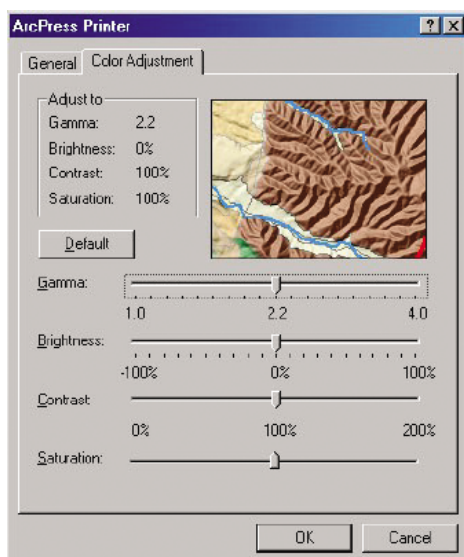 ArcPress Printer
General Color Adjustment
Adjust to
Gamma: 2.2
Brightness: 0%
Contrast: 100%
Saturation: 100%
Default
Gamma:
1.0 2.2 4.0
Brightness:
-100% 0% 100%
Contrast
0% 100% 200%
Saturation:
OK Cancel